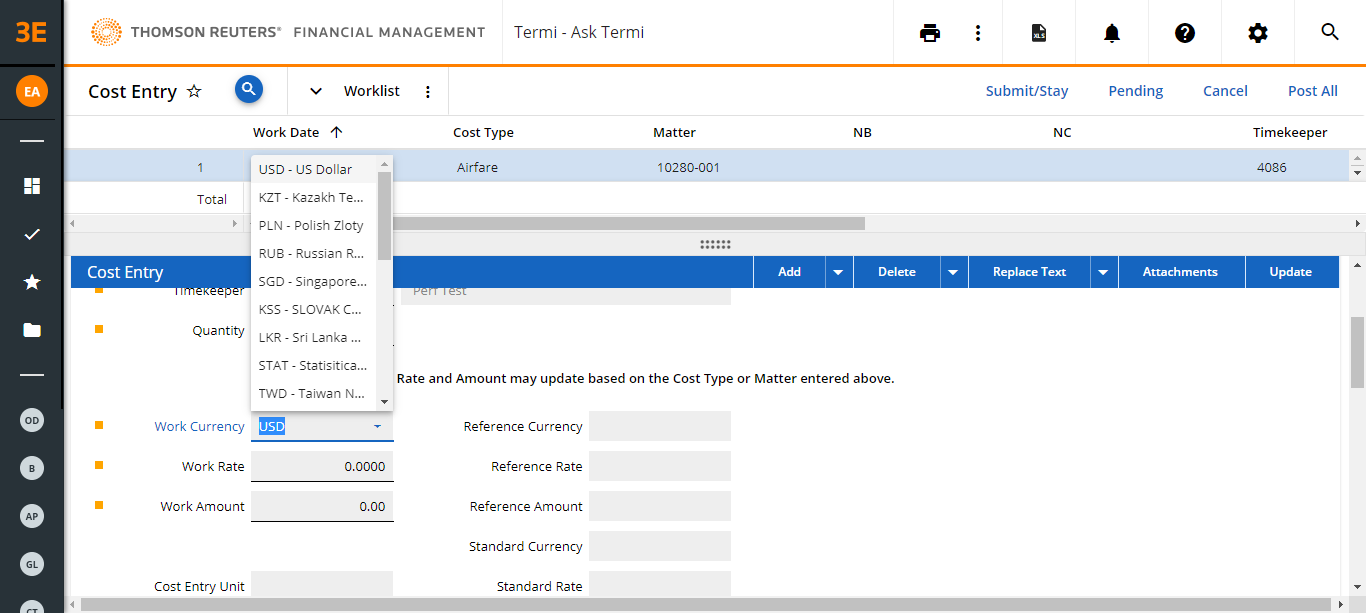 3E THOMSON REUTERS® FINANCIAL MANAGEMENT Termi - Ask Termi XLS
EA Cost Entry Worklist Submit/Stay Pending Cancel Post All
Work Date Cost Type Matter NB NC Timekeeper
1 Airfare 10280-001 4086
Total
USD - US Dollar
KZT - Kazakh Te...
PLN - Polish Zloty
RUB - Russian R...
SGD - Singapore...
KSS - SLOVAK C...
LKR - Sri Lanka ...
STAT - Statisitica...
TWD - Taiwan N...
Cost Entry Add Delete Replace Text Attachments Update
Timekeeper Perf Test
Quantity
Rate and Amount may update based on the Cost Type or Matter entered above.
Work Currency USD Reference Currency
Work Rate 0.0000 Reference Rate
Work Amount 0.00 Reference Amount
Standard Currency
Cost Entry Unit Standard Rate
OD
B
AP
GL
CT